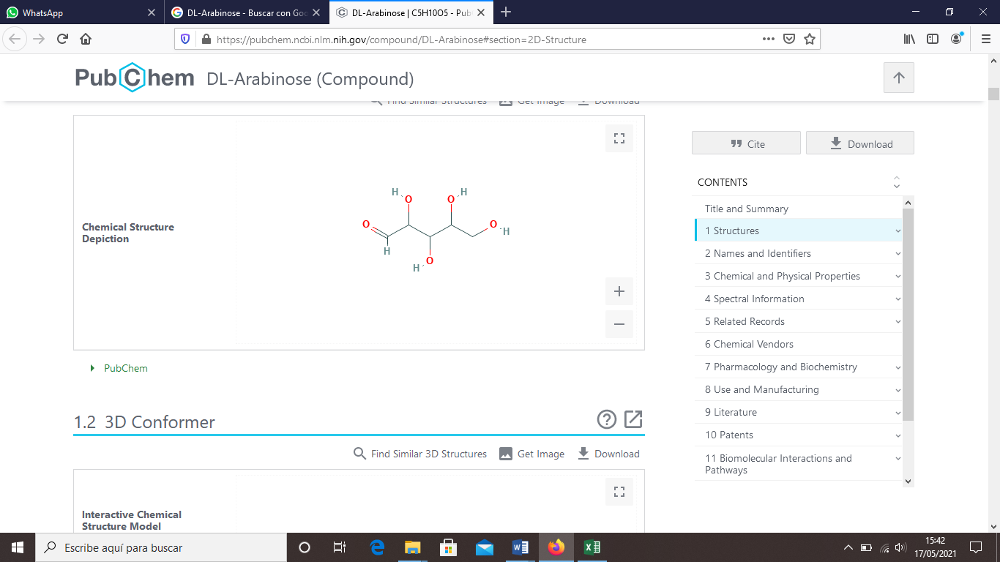 WhatsApp
DL-Arabinose - Buscar con Goo
DL-Arabinose | C5H10O5 - Pub
https://pubchem.ncbi.nlm.nih.gov/compound/DL-Arabinose#section=2D-Structure
PubChem DL-Arabinose (Compound)
Find Similar Structures Get Image Download
Chemical Structure
Depiction
H O O H
O O H
H
H O
PubChem
1.2 3D Conformer
Find Similar 3D Structures Get Image Download
Interactive Chemical
Structure Model
Cite Download
CONTENTS
Title and Summary
1 Structures
2 Names and Identifiers
3 Chemical and Physical Properties
4 Spectral Information
5 Related Records
6 Chemical Vendors
7 Pharmacology and Biochemistry
8 Use and Manufacturing
9 Literature
10 Patents
11 Biomolecular Interactions and
Pathways
Escribe aquí para buscar
15:42
17/05/2021